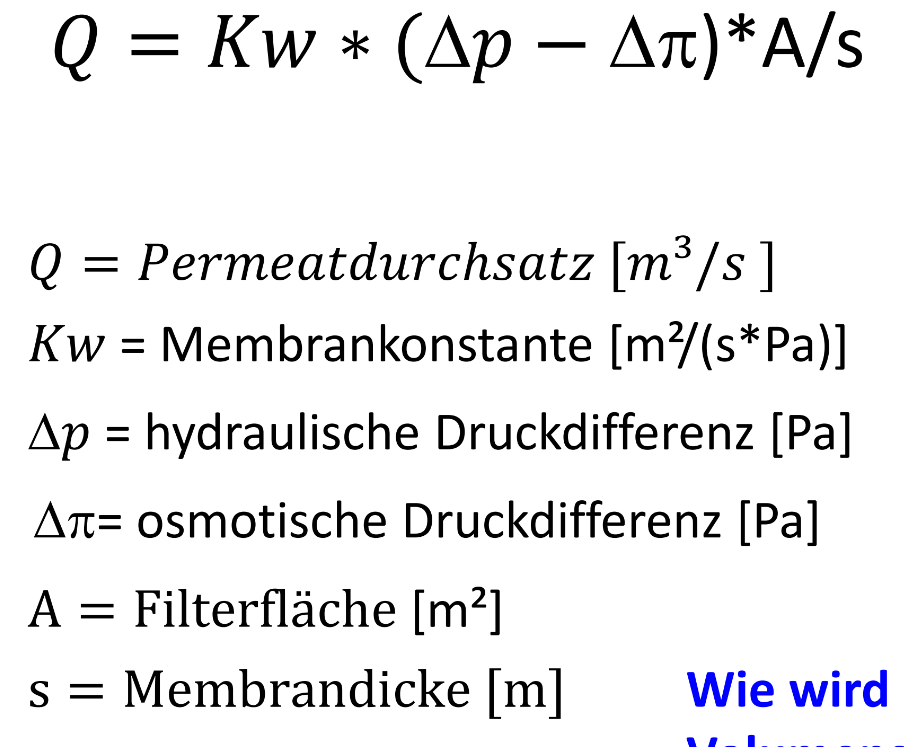 Q = Kw * (Δp − Δπ)*A/s
Q = Permeatdurchsatz [m³/s ]
Kw = Membrankonstante [m²/(s*Pa)]
Δp = hydraulische Druckdifferenz [Pa]
Δπ= osmotische Druckdifferenz [Pa]
A = Filterfläche [m²]
s = Membrandicke [m]
Wie wird